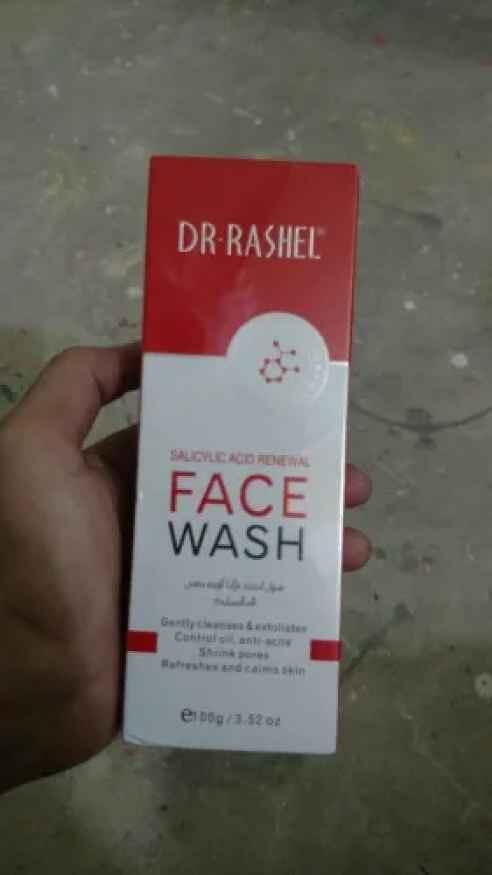 DR·RASHEL
SALICYLIC ACID RENEWAL
FACE
WASH
Gently cleanses & exfoliates
Control oil, anti-acne
Shrink pores
Refreshes and calms skin
e100g / 3.52 oz